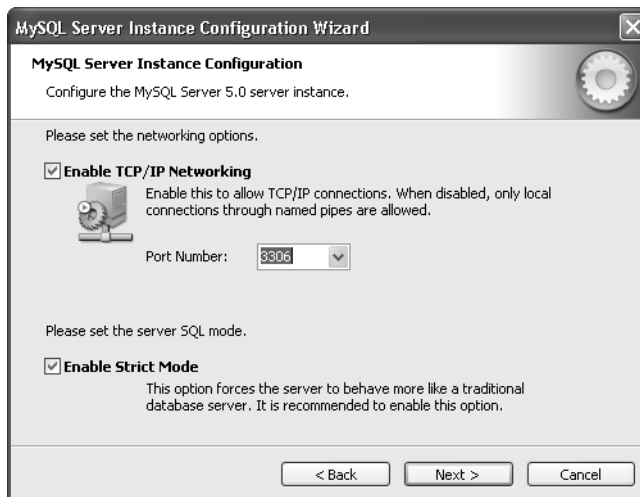 MySQL Server Instance Configuration Wizard
MySQL Server Instance Configuration
Configure the MySQL Server 5.0 server instance.
Please set the networking options.
Enable TCP/IP Networking
Enable this to allow TCP/IP connections. When disabled, only local
connections through named pipes are allowed.
Port Number: 3306
Please set the server SQL mode.
Enable Strict Mode
This option forces the server to behave more like a traditional
database server. It is recommended to enable this option.
< Back Next > Cancel